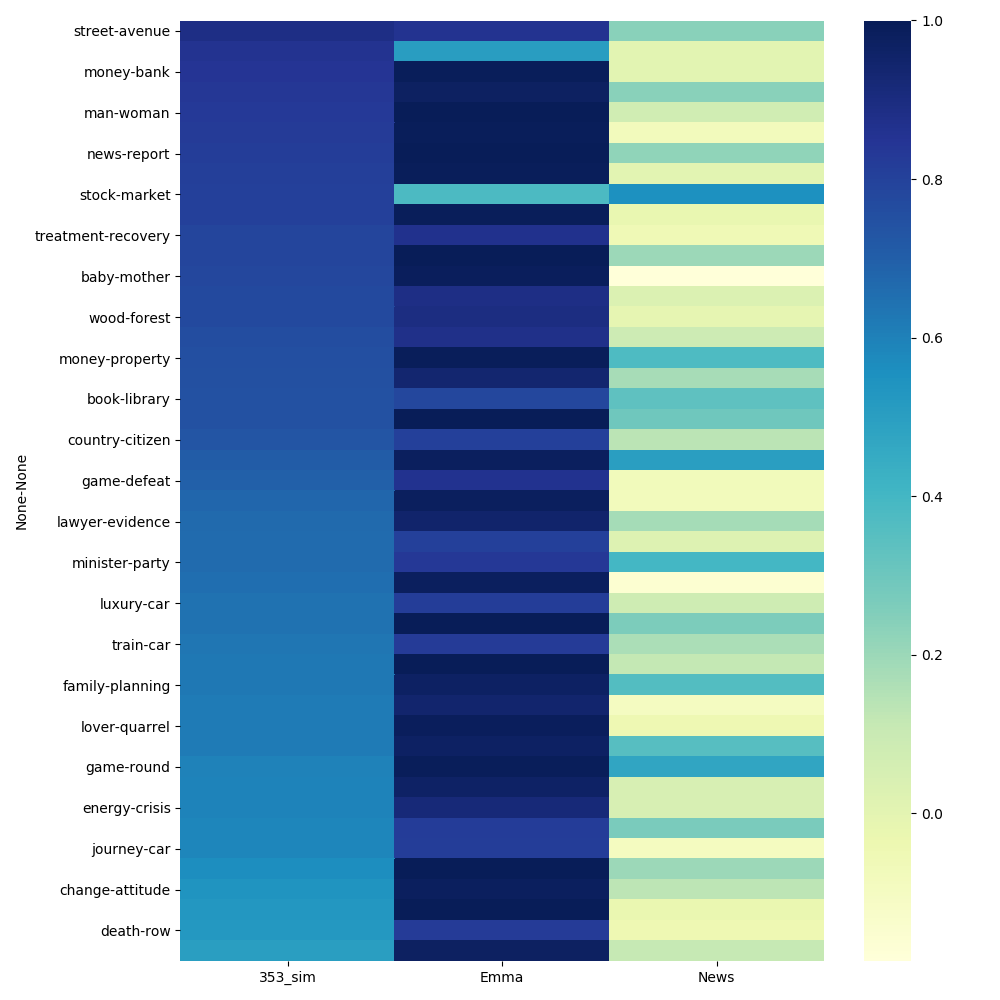 street-avenue
money-bank
man-woman
news-report
stock-market
treatment-recovery
baby-mother
wood-forest
money-property
book-library
country-citizen
game-defeat
lawyer-evidence
minister-party
luxury-car
train-car
family-planning
lover-quarrel
game-round
energy-crisis
journey-car
change-attitude
death-row
None-None
353_sim
Emma
News
1.0
0.8
0.6
0.4
0.2
0.0